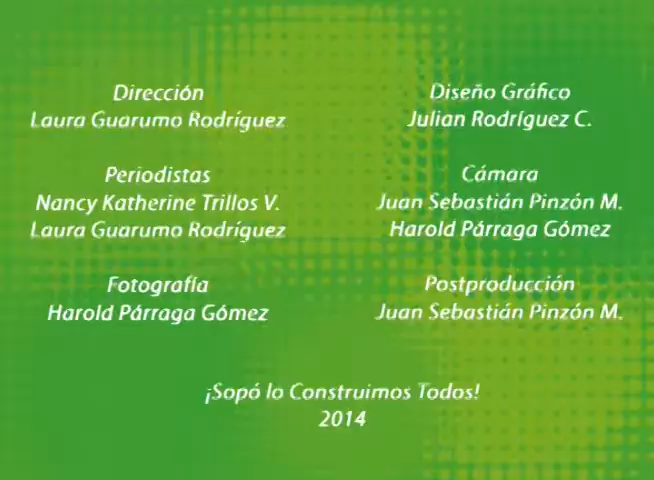 Dirección
Laura Guarumo Rodríguez
Periodistas
Nancy Katherine Trillos V.
Laura Guarumo Rodríguez
Fotografía
Harold Párraga Gómez
Diseño Gráfico
Julian Rodríguez C.
Cámara
Juan Sebastián Pinzón M.
Harold Párraga Gómez
Postproducción
Juan Sebastián Pinzón M.
¡Sopó lo Construimos Todos!
2014